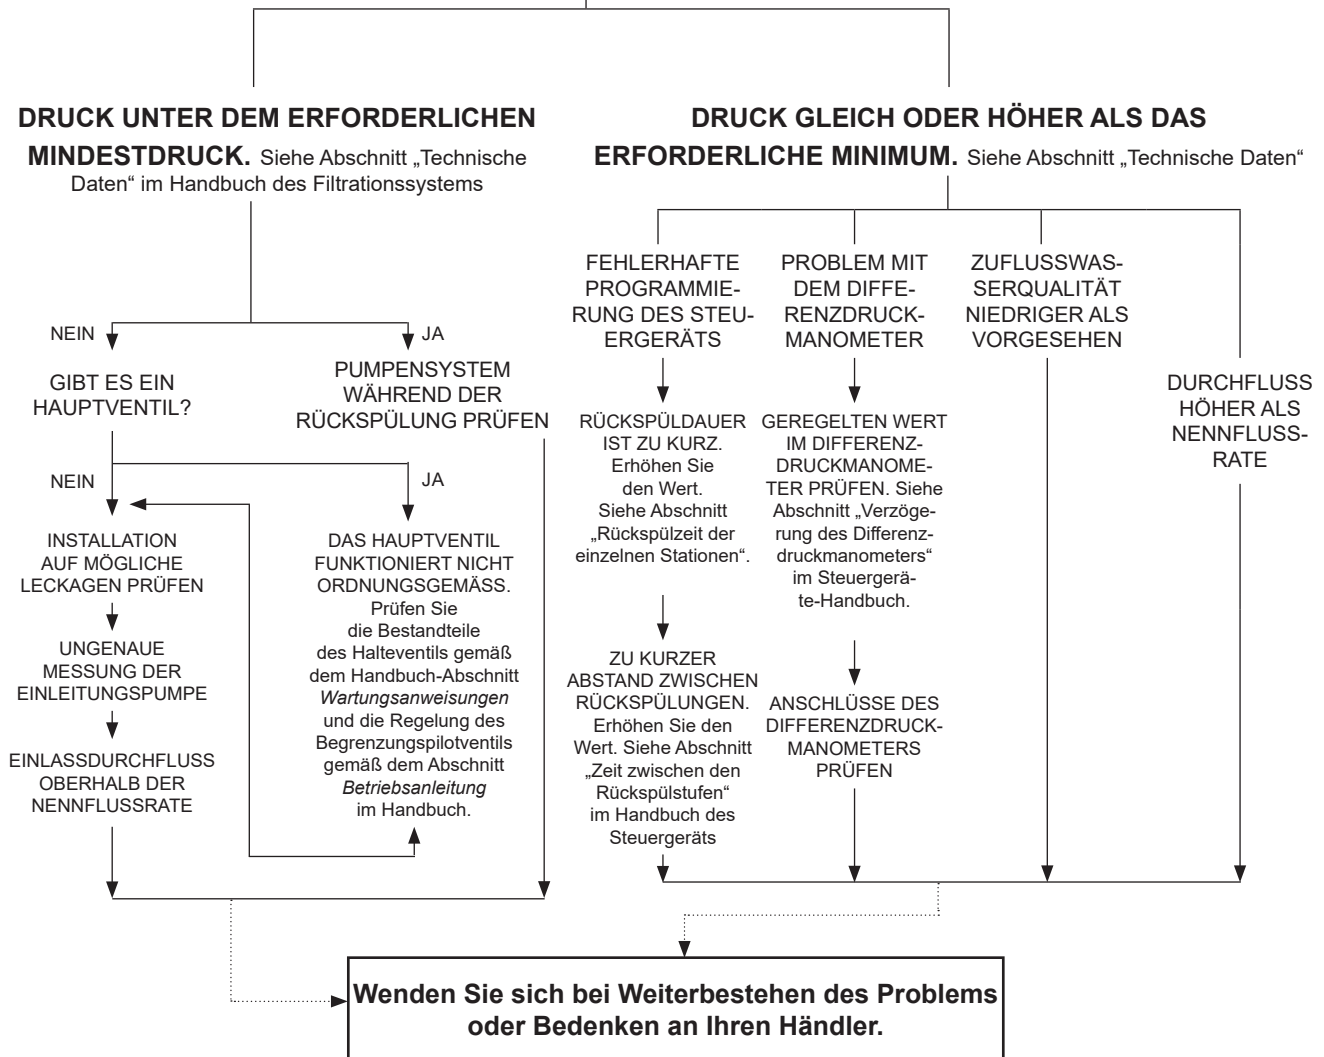 DRUCK UNTER DEM ERFORDERLICHEN
MINDESTDRUCK. Siehe Abschnitt „Technische
Daten“ im Handbuch des Filtrationssystems
DRUCK GLEICH ODER HÖHER ALS DAS
ERFORDERLICHE MINIMUM. Siehe Abschnitt „Technische Daten“
NEIN
JA
GIBT ES EIN
HAUPTVENTIL?
PUMPENSYSTEM
WÄHREND DER
RÜCKSPÜLUNG PRÜFEN
NEIN
JA
INSTALLATION
AUF MÖGLICHE
LECKAGEN PRÜFEN
UNGENAUE
MESSUNG DER
EINLEITUNGSPUMPE
EINLASSDURCHFLUSS
OBERHALB DER
NENNFLUSSRATE
DAS HAUPTVENTIL
FUNKTIONIERT NICHT
ORDNUNGSGEMÄSS.
Prüfen Sie
die Bestandteile
des Halteventils gemäß
dem Handbuch-Abschnitt
Wartungsanweisungen
und die Regelung des
Begrenzungspilotventils
gemäß dem Abschnitt
Betriebsanleitung
im Handbuch.
FEHLERHAFTE
PROGRAMMIE-
RUNG DES STEU-
ERGERÄTS
RÜCKSPÜLDAUER
IST ZU KURZ.
Erhöhen Sie
den Wert.
Siehe Abschnitt
„Rückspülzeit der
einzelnen Stationen“.
ZU KURZER
ABSTAND ZWISCHEN
RÜCKSPÜLUNGEN.
Erhöhen Sie den
Wert. Siehe Abschnitt
„Zeit zwischen den
Rückspülstufen“
im Handbuch des
Steuergeräts
PROBLEM MIT
DEM DIFFE-
RENZDRUCK-
MANOMETER
GEREGELTEN WERT
IM DIFFERENZ-
DRUCKMANOME-
TER PRÜFEN. Siehe
Abschnitt „Verzöge-
rung des Differenz-
druckmanometers“
im Steuergerä-
te-Handbuch.
ANSCHLÜSSE DES
DIFFERENZDRUCK-
MANOMETERS
PRÜFEN
ZUFLUSSWAS-
SERQUALITÄT
NIEDRIGER ALS
VORGESEHEN
DURCHFLUSS
HÖHER ALS
NENNFLUSS-
RATE
Wenden Sie sich bei Weiterbestehen des Problems
oder Bedenken an Ihren Händler.